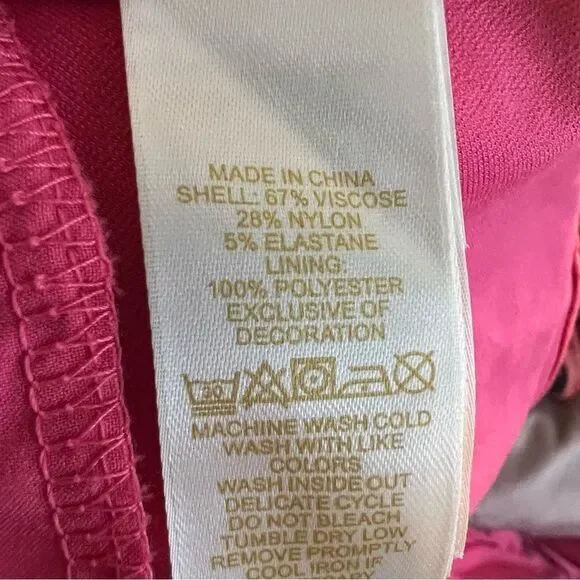 MADE IN CHINA
SHELL: 67% VISCOSE
28% NYLON
5% ELASTANE
LINING:
100% POLYESTER
EXCLUSIVE OF
DECORATION
30
MACHINE WASH COLD
WASH WITH LIKE
COLORS
WASH INSIDE OUT
DELICATE CYCLE
DO NOT BLEACH
TUMBLE DRY LOW
REMOVE PROMPTLY
COOL IRON IF